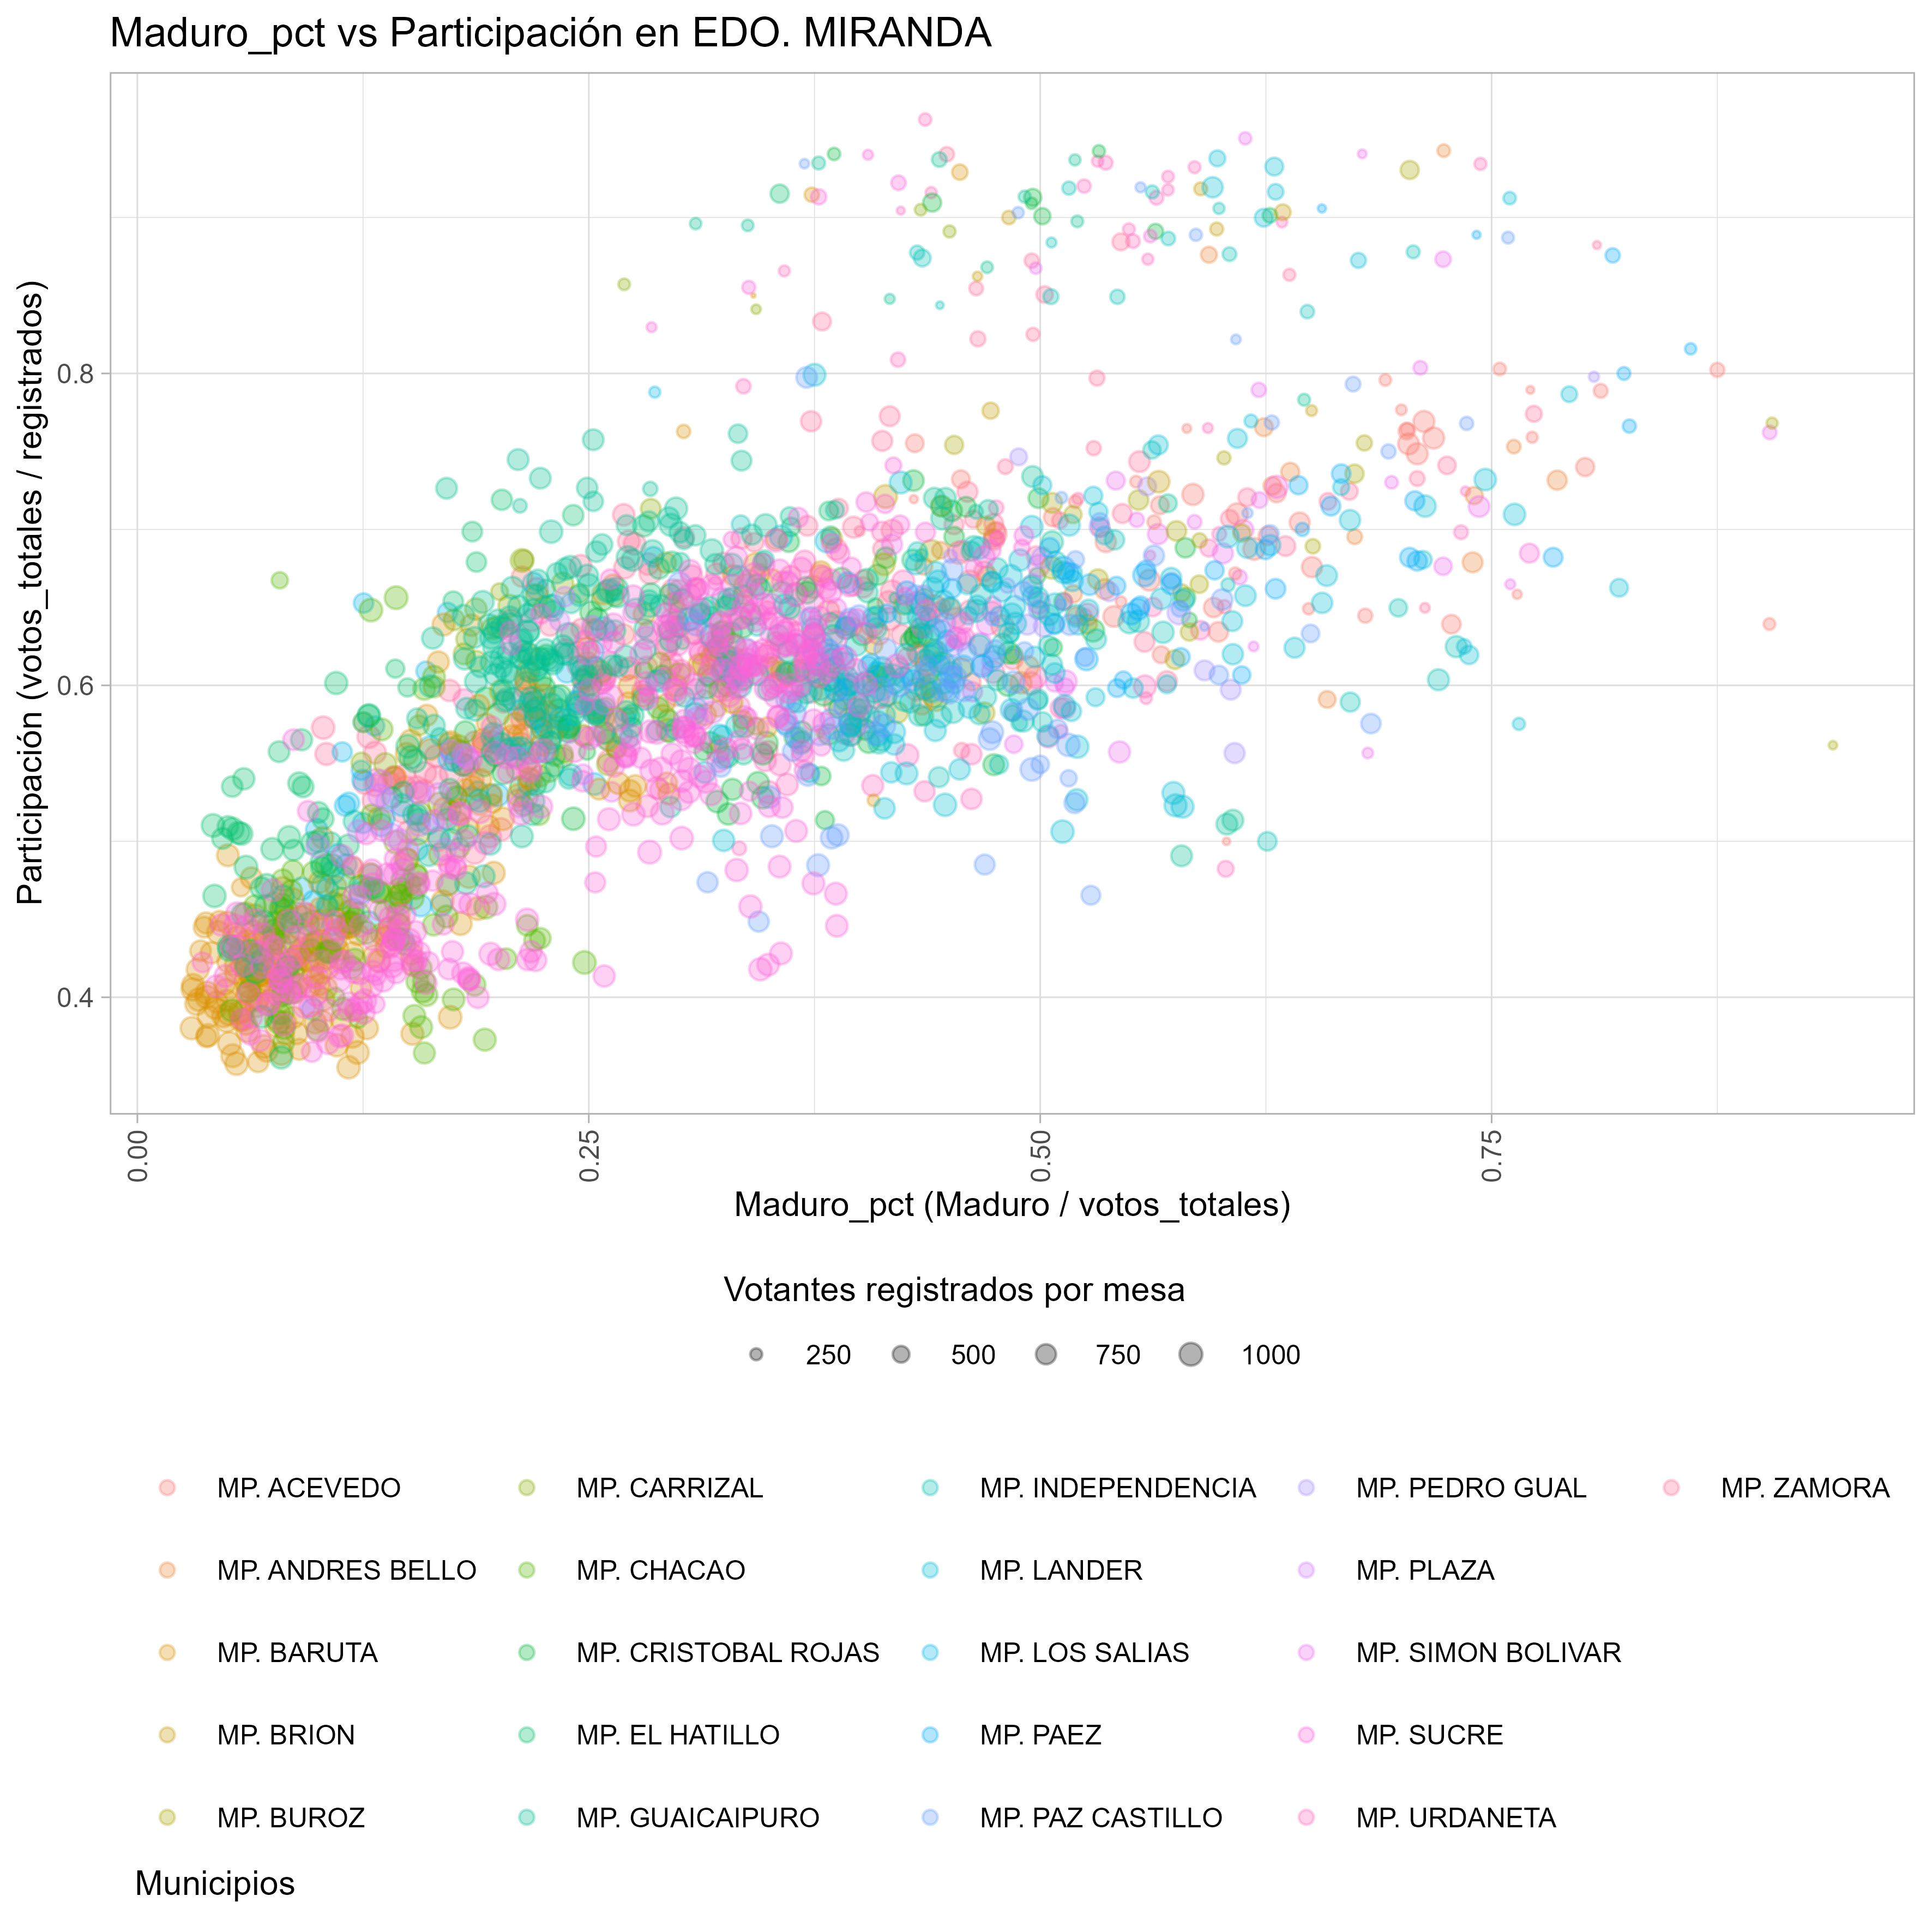 Maduro_pct vs Participación en EDO. MIRANDA
Participación (votos_totales / registrados)
0.8
0.6
0.4
0.00
0.25
0.50
0.75
Maduro_pct (Maduro / votos_totales)
Votantes registrados por mesa
250 500 750 1000
MP. ACEVEDO MP. CARRIZAL MP. INDEPENDENCIA MP. PEDRO GUAL MP. ZAMORA
MP. ANDRES BELLO MP. CHACAO MP. LANDER MP. PLAZA
MP. BARUTA MP. CRISTOBAL ROJAS MP. LOS SALIAS MP. SIMON BOLIVAR
MP. BRION MP. EL HATILLO MP. PAEZ MP. SUCRE
MP. BUROZ MP. GUAICAIPURO MP. PAZ CASTILLO MP. URDANETA
Municipios